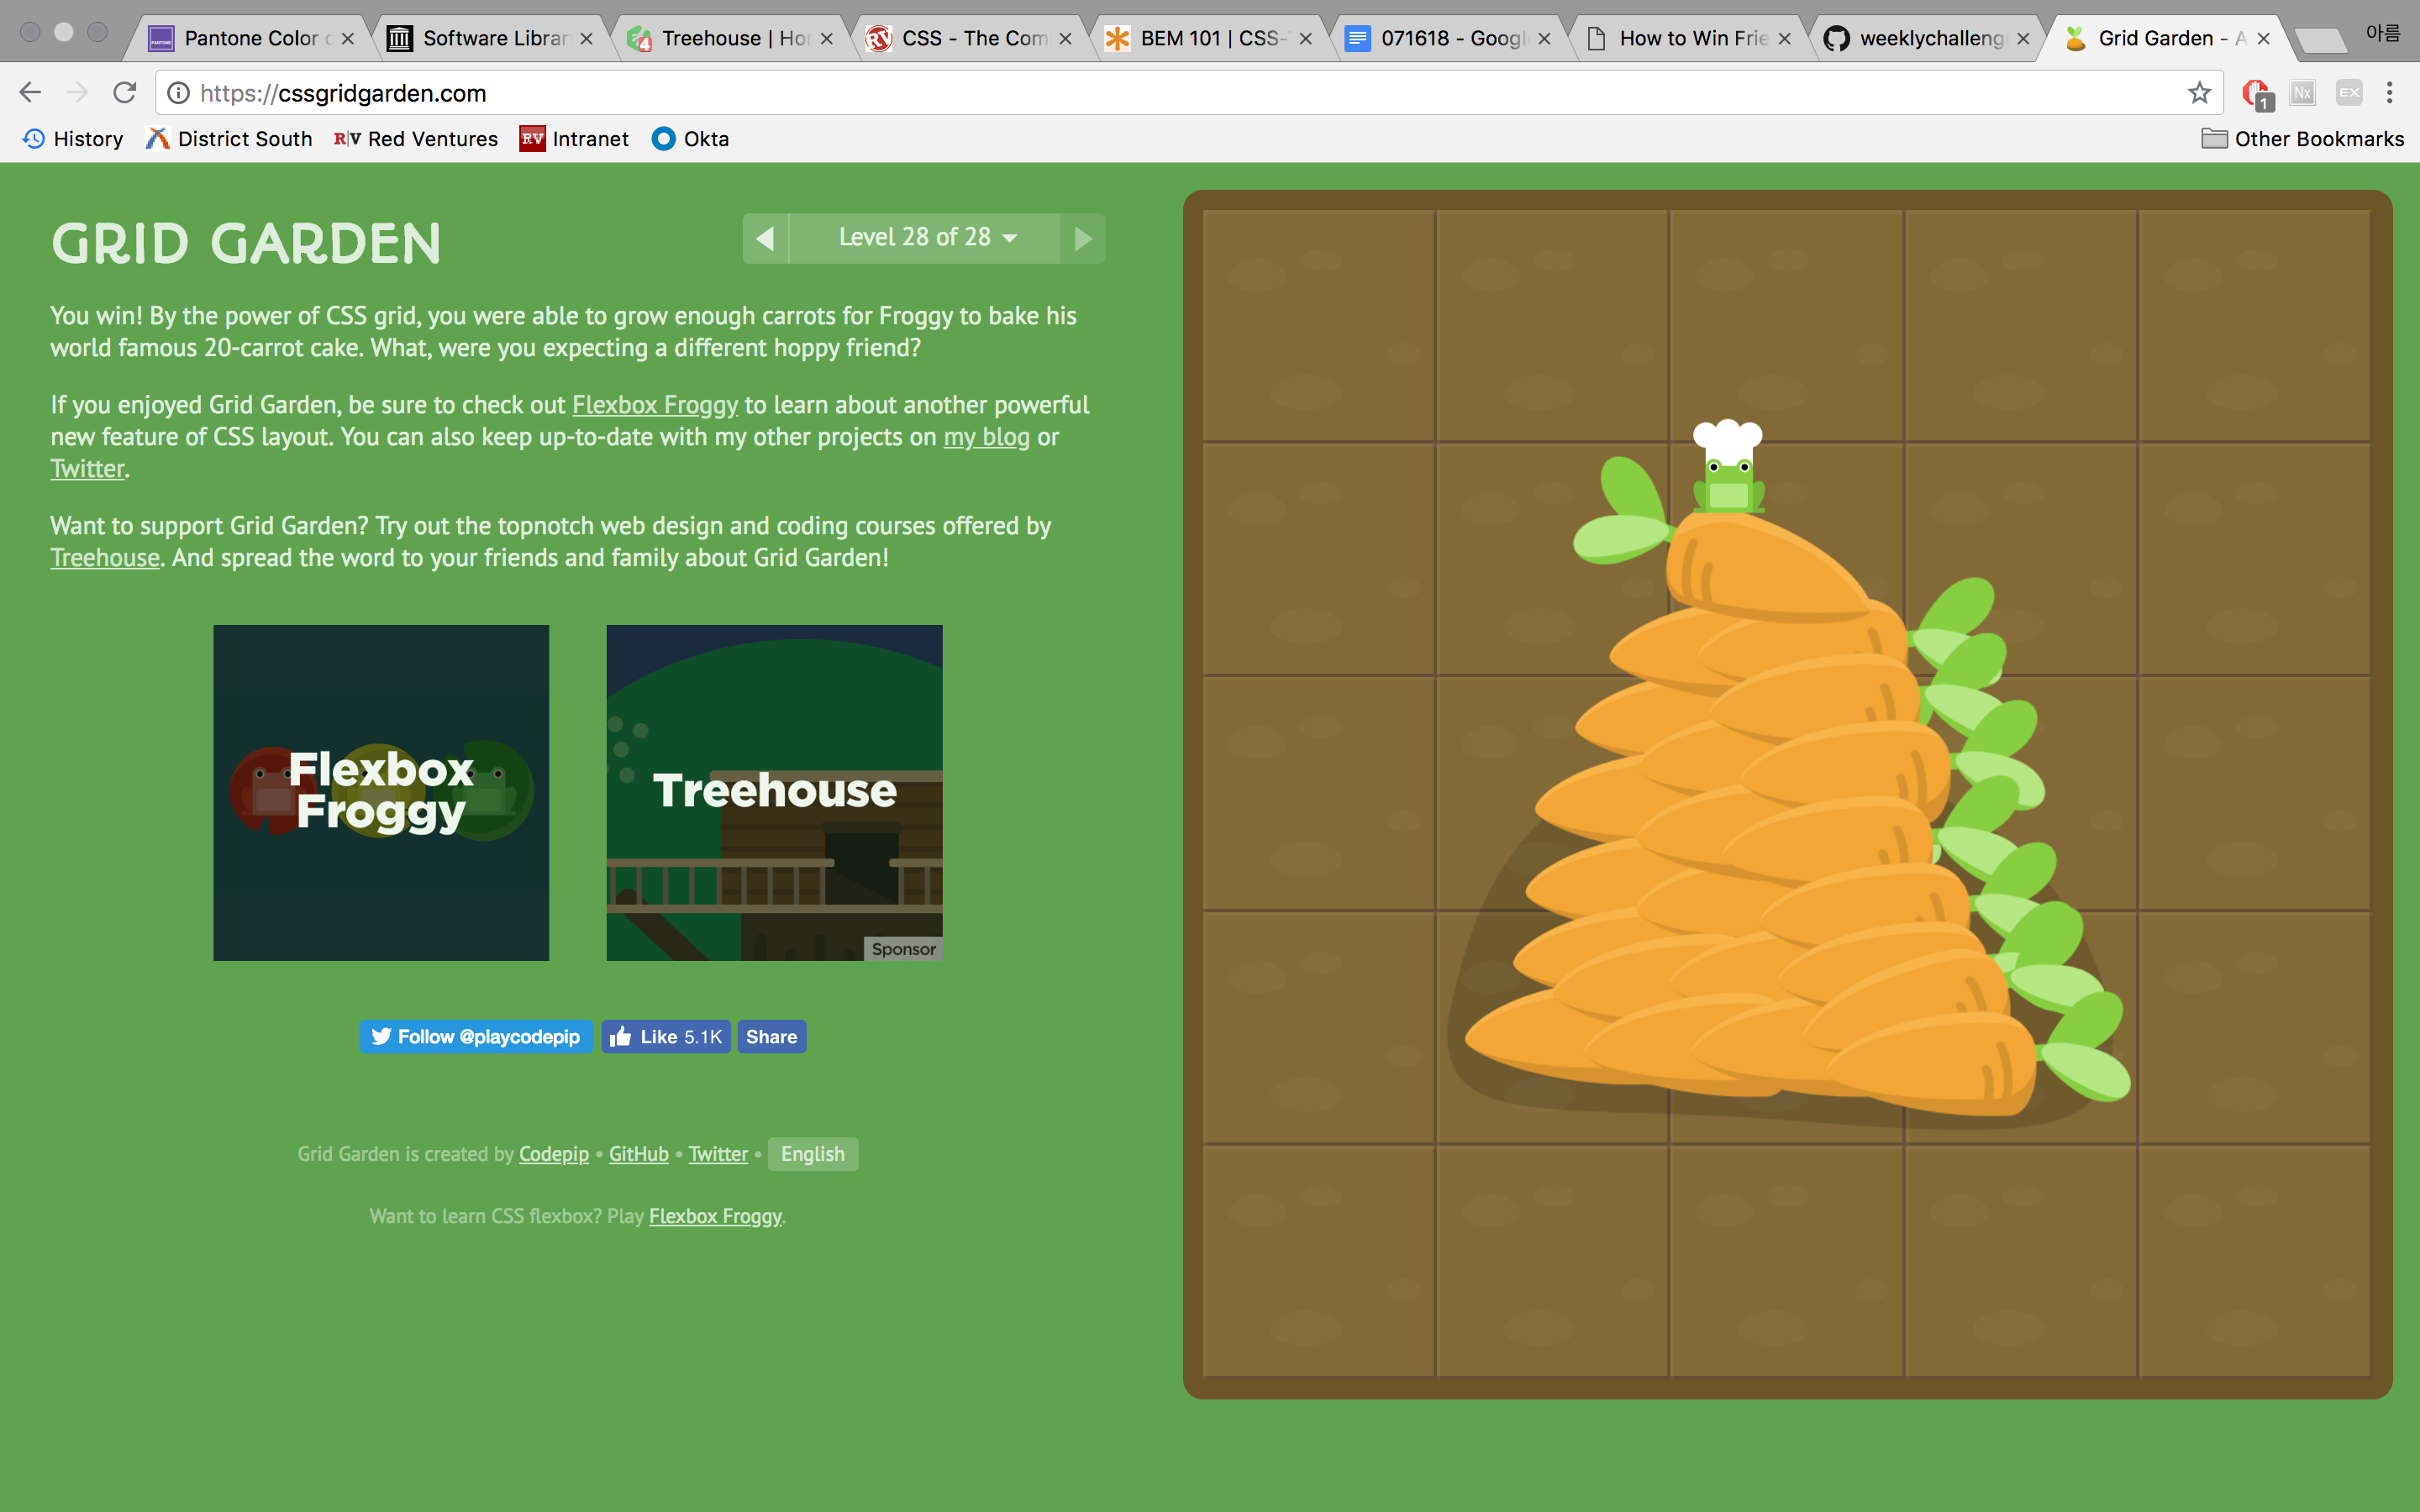 Pantone Color
Software Librar
Treehouse | Hor
CSS - The Com
BEM 101 | CSS-
071618 - Googl
How to Win Frie
weeklychalleng
Grid Garden - A
아름
https://cssgridgarden.com
1
Nx
EX
History
District South
R|V Red Ventures
RV Intranet
Okta
Other Bookmarks
GRID GARDEN
Level 28 of 28
You win! By the power of CSS grid, you were able to grow enough carrots for Froggy to bake his
world famous 20-carrot cake. What, were you expecting a different hoppy friend?
If you enjoyed Grid Garden, be sure to check out Flexbox Froggy to learn about another powerful
new feature of CSS layout. You can also keep up-to-date with my other projects on my blog or
Twitter.
Want to support Grid Garden? Try out the topnotch web design and coding courses offered by
Treehouse. And spread the word to your friends and family about Grid Garden!
Flexbox
Froggy
Treehouse
Sponsor
Follow @playcodepip
Like 5.1K
Share
Grid Garden is created by Codepip • GitHub • Twitter • English
Want to learn CSS flexbox? Play Flexbox Froggy.